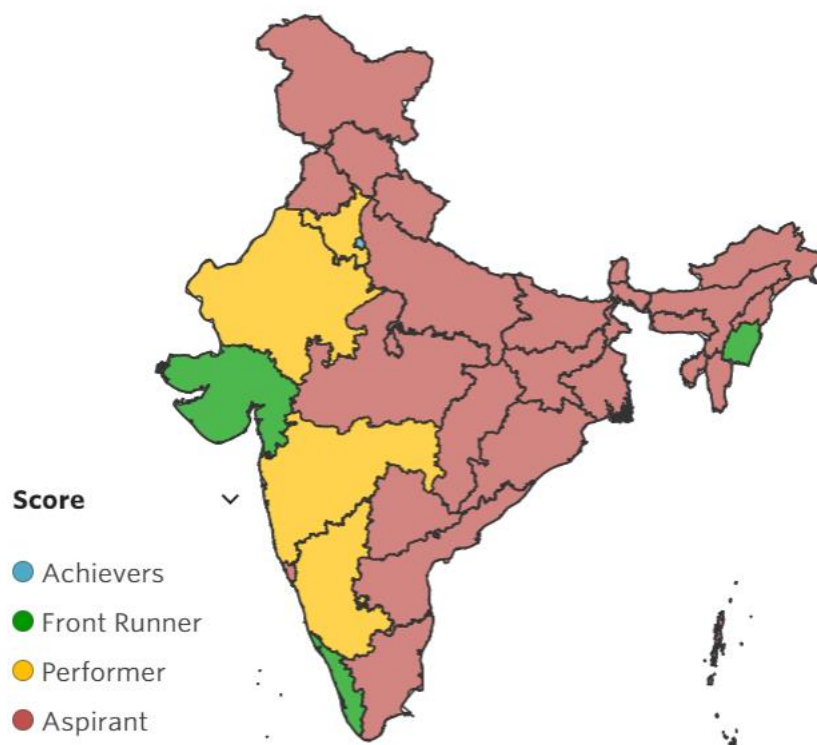 Score
Achievers
Front Runner
Performer
Aspirant